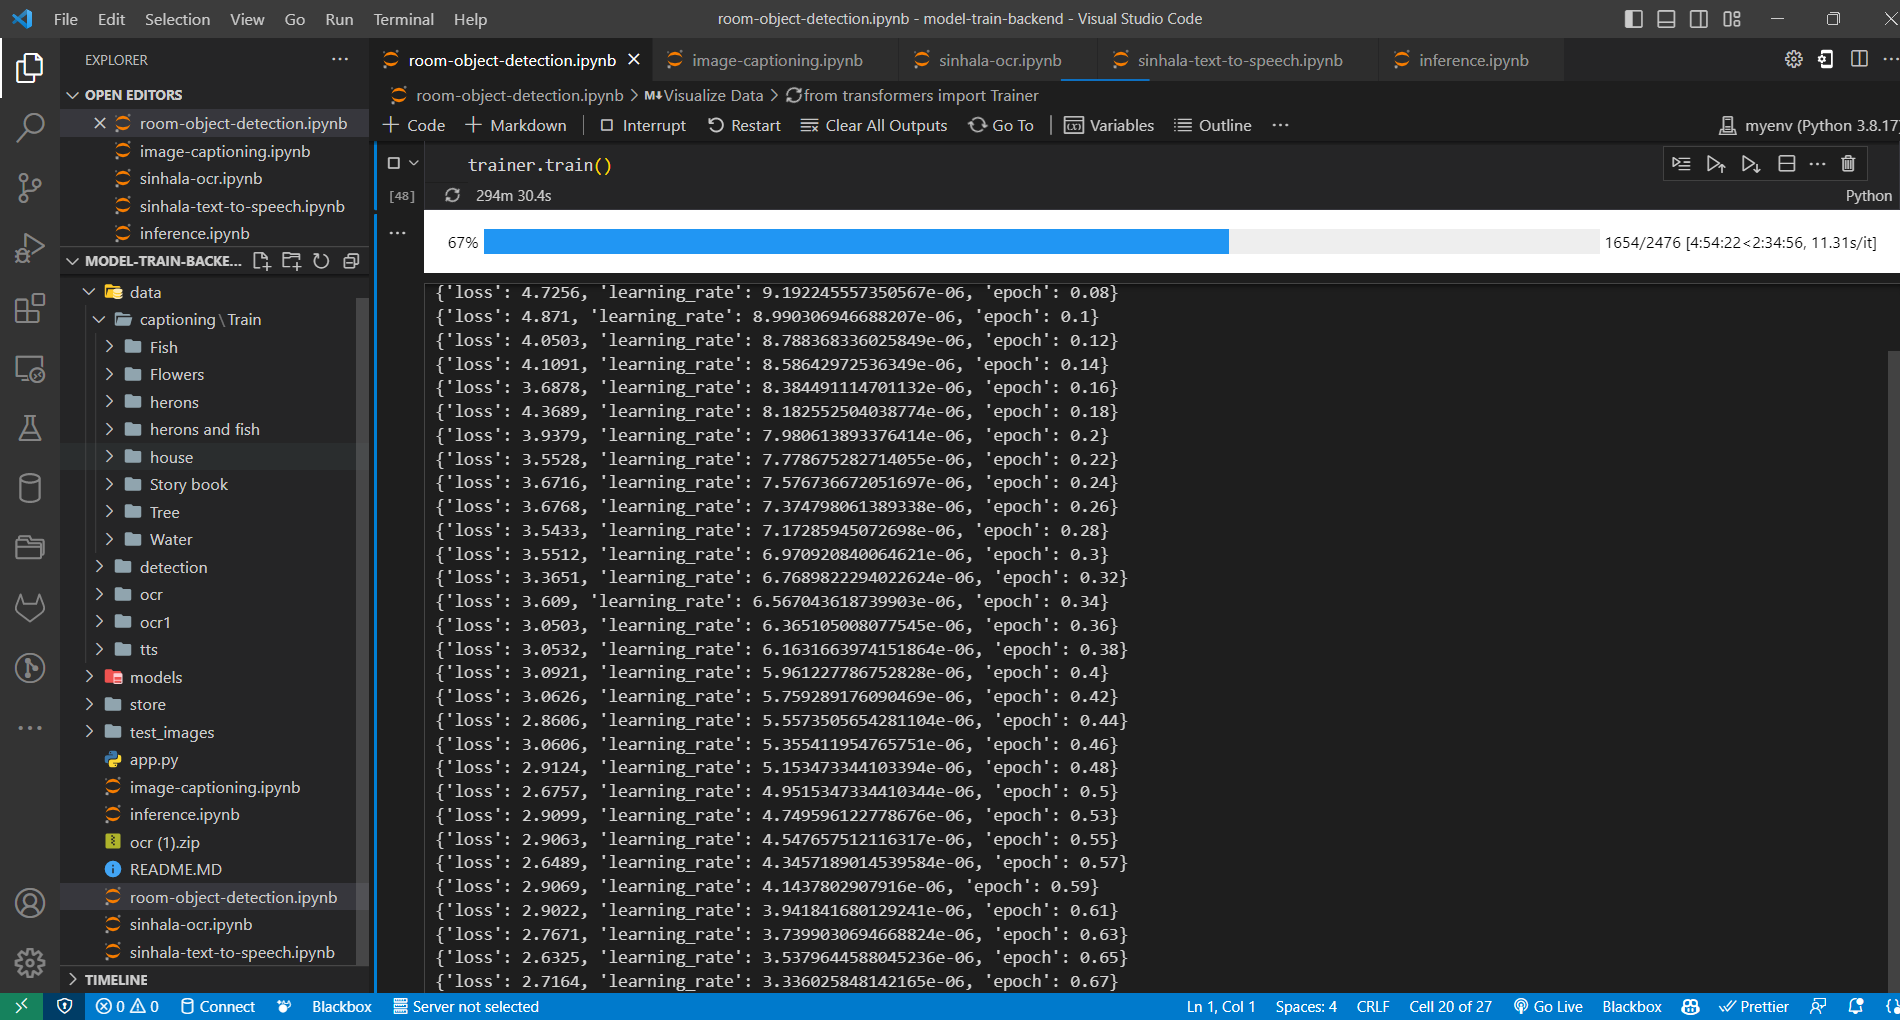 File Edit Selection View Go Run Terminal Help
room-object-detection.ipynb - model-train-backend - Visual Studio Code
EXPLORER
OPEN EDITORS
room-object-detection.ipynb
image-captioning.ipynb
sinhala-ocr.ipynb
sinhala-text-to-speech.ipynb
inference.ipynb
MODEL-TRAIN-BACKE...
data
captioning\Train
Fish
Flowers
herons
herons and fish
house
Story book
Tree
Water
detection
ocr
ocr1
tts
models
store
test_images
app.py
image-captioning.ipynb
inference.ipynb
ocr (1).zip
README.MD
room-object-detection.ipynb
sinhala-ocr.ipynb
sinhala-text-to-speech.ipynb
TIMELINE
room-object-detection.ipynb image-captioning.ipynb sinhala-ocr.ipynb sinhala-text-to-speech.ipynb inference.ipynb
room-object-detection.ipynb > M↓Visualize Data > from transformers import Trainer
+ Code + Markdown Interrupt Restart Clear All Outputs Go To Variables Outline ... myenv (Python 3.8.17)
trainer.train()
[48] 294m 30.4s
Python
67% 1654/2476 [4:54:22<2:34:56, 11.31s/it]
{'loss': 4.7256, 'learning_rate': 9.192245557350567e-06, 'epoch': 0.08}
{'loss': 4.871, 'learning_rate': 8.990306946688207e-06, 'epoch': 0.1}
{'loss': 4.0503, 'learning_rate': 8.788368336025849e-06, 'epoch': 0.12}
{'loss': 4.1091, 'learning_rate': 8.58642972536349e-06, 'epoch': 0.14}
{'loss': 3.6878, 'learning_rate': 8.384491114701132e-06, 'epoch': 0.16}
{'loss': 4.3689, 'learning_rate': 8.182552504038774e-06, 'epoch': 0.18}
{'loss': 3.9379, 'learning_rate': 7.980613893376414e-06, 'epoch': 0.2}
{'loss': 3.5528, 'learning_rate': 7.778675282714055e-06, 'epoch': 0.22}
{'loss': 3.6716, 'learning_rate': 7.576736672051697e-06, 'epoch': 0.24}
{'loss': 3.6768, 'learning_rate': 7.374798061389338e-06, 'epoch': 0.26}
{'loss': 3.5433, 'learning_rate': 7.17285945072698e-06, 'epoch': 0.28}
{'loss': 3.5512, 'learning_rate': 6.970920840064621e-06, 'epoch': 0.3}
{'loss': 3.3651, 'learning_rate': 6.7689822294022624e-06, 'epoch': 0.32}
{'loss': 3.609, 'learning_rate': 6.567043618739903e-06, 'epoch': 0.34}
{'loss': 3.0503, 'learning_rate': 6.365105008077545e-06, 'epoch': 0.36}
{'loss': 3.0532, 'learning_rate': 6.1631663974151864e-06, 'epoch': 0.38}
{'loss': 3.0921, 'learning_rate': 5.961227786752828e-06, 'epoch': 0.4}
{'loss': 3.0626, 'learning_rate': 5.759289176090469e-06, 'epoch': 0.42}
{'loss': 2.8606, 'learning_rate': 5.5573505654281104e-06, 'epoch': 0.44}
{'loss': 3.0606, 'learning_rate': 5.355411954765751e-06, 'epoch': 0.46}
{'loss': 2.9124, 'learning_rate': 5.153473344103394e-06, 'epoch': 0.48}
{'loss': 2.6757, 'learning_rate': 4.9515347334410344e-06, 'epoch': 0.5}
{'loss': 2.9099, 'learning_rate': 4.749596122778676e-06, 'epoch': 0.53}
{'loss': 2.9063, 'learning_rate': 4.547657512116317e-06, 'epoch': 0.55}
{'loss': 2.6489, 'learning_rate': 4.3457189014539584e-06, 'epoch': 0.57}
{'loss': 2.9069, 'learning_rate': 4.1437802907916e-06, 'epoch': 0.59}
{'loss': 2.9022, 'learning_rate': 3.941841680129241e-06, 'epoch': 0.61}
{'loss': 2.7671, 'learning_rate': 3.7399030694668824e-06, 'epoch': 0.63}
{'loss': 2.6325, 'learning_rate': 3.5379644588045236e-06, 'epoch': 0.65}
{'loss': 2.7164, 'learning_rate': 3.336025848142165e-06, 'epoch': 0.67}
0 0 Connect Blackbox Server not selected Ln 1, Col 1 Spaces: 4 CRLF Cell 20 of 27 Go Live Blackbox Prettier